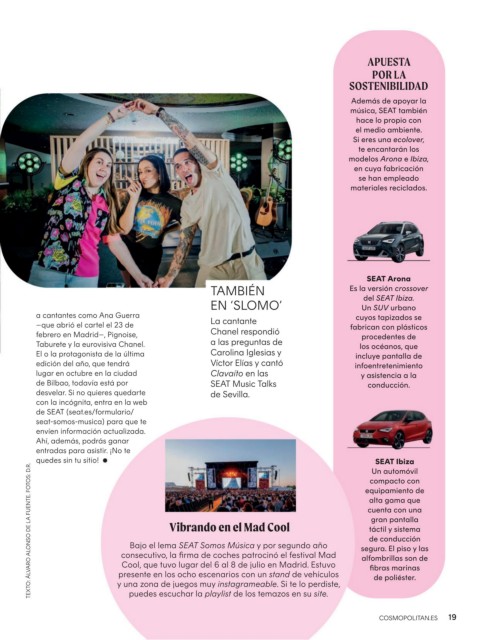 a cantantes como Ana Guerra
—que abrió el cartel el 23 de
febrero en Madrid—, Pignoise,
Taburete y la eurovisiva Chanel.
El o la protagonista de la última
edición del año, que tendrá
lugar en octubre en la ciudad
de Bilbao, todavía está por
desvelar. Si no quieres quedarte
con la incógnita, entra en la web
de SEAT (seat.es/formulario/
seat-somos-musica) para que te
envíen información actualizada.
Ahí, además, podrás ganar
entradas para asistir. ¡No te
quedes sin tu sitio! ●
TAMBIÉN
EN ‘SLOMO’
La cantante
Chanel respondió
a las preguntas de
Carolina Iglesias y
Víctor Elías y cantó
Clavaíto en las
SEAT Music Talks
de Sevilla.
Vibrando en el Mad Cool
Bajo el lema SEAT Somos Música y por segundo año
consecutivo, la firma de coches patrocinó el festival Mad
Cool, que tuvo lugar del 6 al 8 julio en Madrid. Estuvo
presente en los ocho escenarios con un stand de vehículos
y una zona de juegos muy instagrameable. Si te lo perdiste,
puedes escuchar la playlist de los temazos en su site.
APUESTA
POR LA
SOSTENIBILIDAD
Además de apoyar la
música, SEAT también
hace lo propio con
el medio ambiente.
Si eres una ecolover,
te encantarán los
modelos Arona e Ibiza,
en cuya fabricación
se han empleado
materiales reciclados.
SEAT Arona
Es la versión crossover
del SEAT Ibiza.
Un SUV urbano
cuyos tapizados se
fabrican con plásticos
procedentes de
los océanos, que
incluye pantalla de
infoentretenimiento
y asistencia a la
conducción.
SEAT Ibiza
Un automóvil
compacto con
equipamiento de
alta gama que
cuenta con una
gran pantalla
táctil y sistema
de conducción
segura. El piso y las
alfombrillas son de
fibras marinas
de poliéster.
TEXTO: ÁLVARO ALONSO DE LA FUENTE. FOTOS: D.R.
COSMOPOLITAN.ES 19